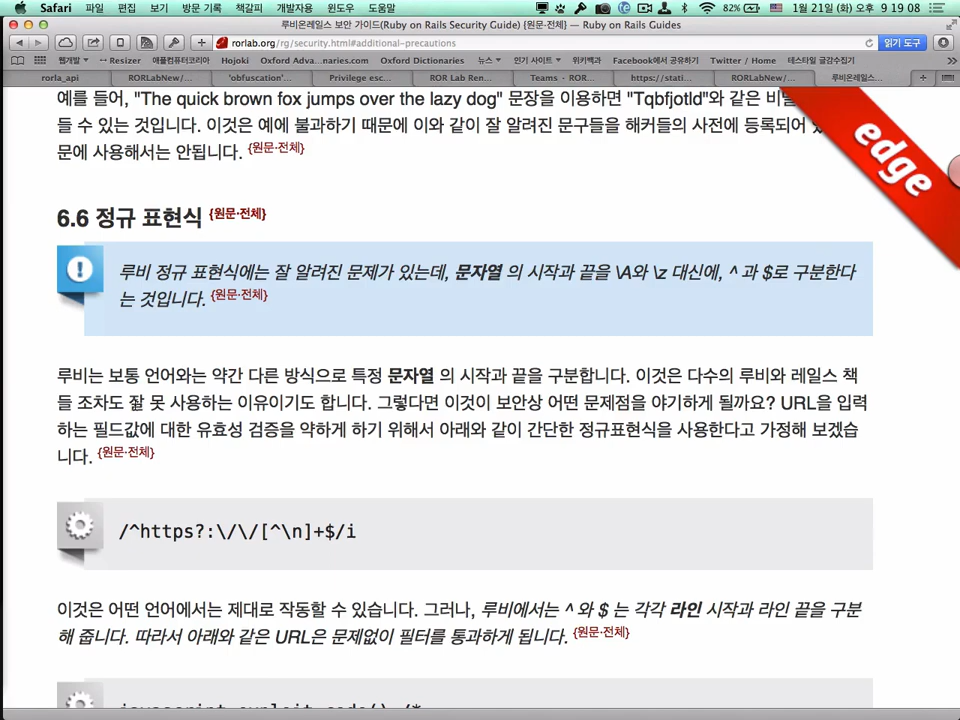 Safari 파일 편집 보기 방문 기록 책갈피 개발자용 윈도우 도움말 82% 1월 21일 (화) 오후 9 19 08
루비온레일스 보안 가이드(Ruby on Rails Security Guide) {원문·전체} — Ruby on Rails Guides
rorlab.org/rg/security.html#additional-precautions 읽기 도구
웹개발 ↔ Resizer 애플컴퓨터코리아 Hojoki Oxford Adva...naries.com Oxford Dictionaries 뉴스 인기 사이트 위키백과 Facebook에서 공유하기 Twitter / Home 테스타일 글감수집기
rorla_api RORLabNew/... 'obfuscation'... Privilege esc... ROR Lab Ren... Teams - ROR... https://stati... RORLabNew/... 루비온레일스...
예를 들어, "The quick brown fox jumps over the lazy dog" 문장을 이용하면 "Tqbfjotld"와 같은
들 수 있는 것입니다. 이것은 예에 불과하기 때문에 이와 같이 잘 알려진 문구들을 해커들의 사전에 등록되어
문에 사용해서는 안됩니다. {원문·전체}
edge
6.6 정규 표현식 {원문·전체}
루비 정규 표현식에는 잘 알려진 문제가 있는데, 문자열 의 시작과 끝을 \A와 \z 대신에, ^ 과 $로 구분한다
는 것입니다. {원문·전체}
루비는 보통 언어와는 약간 다른 방식으로 특정 문자열 의 시작과 끝을 구분합니다. 이것은 다수의 루비와 레일스 책
들 조차도 잘 못 사용하는 이유이기도 합니다. 그렇다면 이것이 보안상 어떤 문제점을 야기하게 될까요? URL을 입력
하는 필드값에 대한 유효성 검증을 약하게 하기 위해서 아래와 같이 간단한 정규표현식을 사용한다고 가정해 보겠습
니다. {원문·전체}
/^https?:\/\/[^\n]+$/i
이것은 어떤 언어에서는 제대로 작동할 수 있습니다. 그러나, 루비에서는 ^ 와 $ 는 각각 라인 시작과 라인 끝을 구분
해 줍니다. 따라서 아래와 같은 URL은 문제없이 필터를 통과하게 됩니다. {원문·전체}